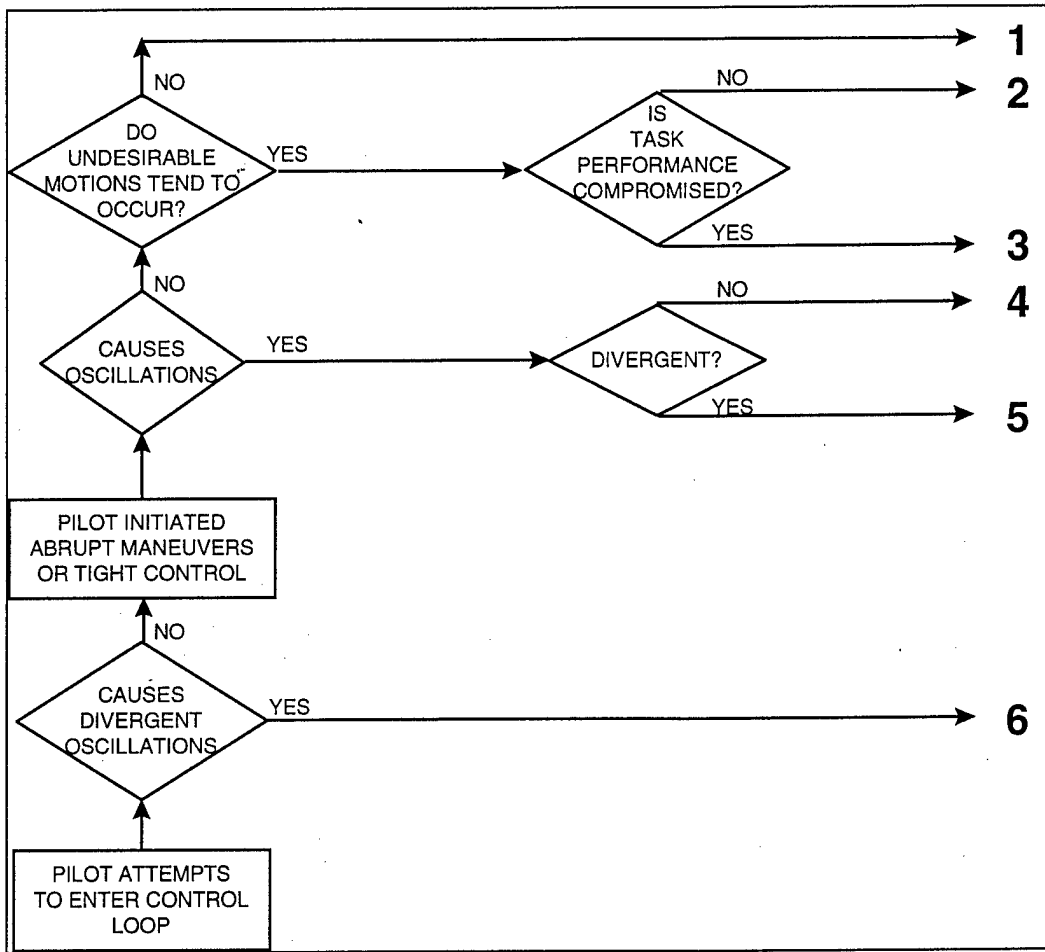 1
NO
NO
2
DO
UNDESIRABLE
MOTIONS TEND TO
OCCUR?
YES
IS
TASK
PERFORMANCE
COMPROMISED?
YES
3
NO
NO
4
CAUSES
OSCILLATIONS
YES
DIVERGENT?
YES
5
PILOT INITIATED
ABRUPT MANEUVERS
OR TIGHT CONTROL
NO
CAUSES
DIVERGENT
OSCILLATIONS
YES
6
PILOT ATTEMPTS
TO ENTER CONTROL
LOOP